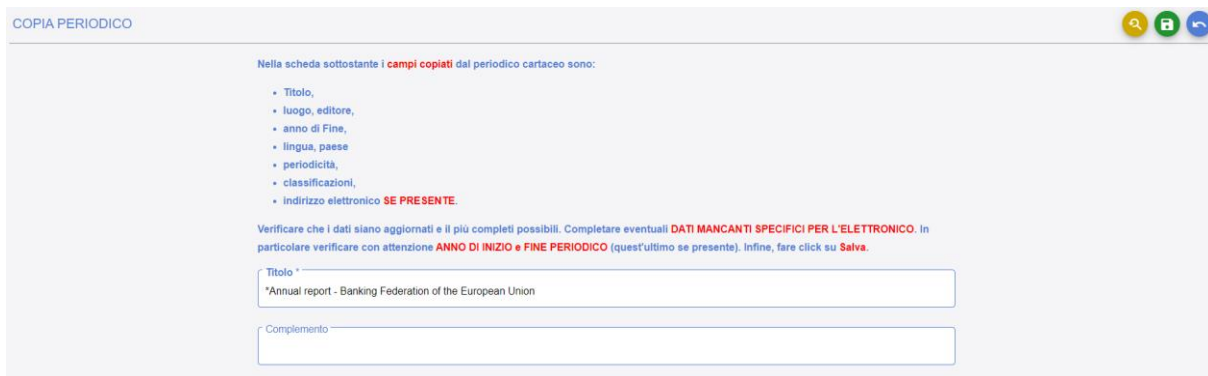 COPIA PERIODICO
Nella scheda sottostante i campi copiati dal periodico cartaceo sono:
• Titolo,
• luogo, editore,
• anno di Fine,
• lingua, paese
• periodicità,
• classificazioni,
• indirizzo elettronico SE PRESENTE.
Verificare che i dati siano aggiornati e il più completi possibili. Completare eventuali DATI MANCANTI SPECIFICI PER L'ELETTRONICO. In
particolare verificare con attenzione ANNO DI INIZIO e FINE PERIODICO (quest'ultimo se presente). Infine, fare click su Salva.
Titolo *
*Annual report - Banking Federation of the European Union
Complemento